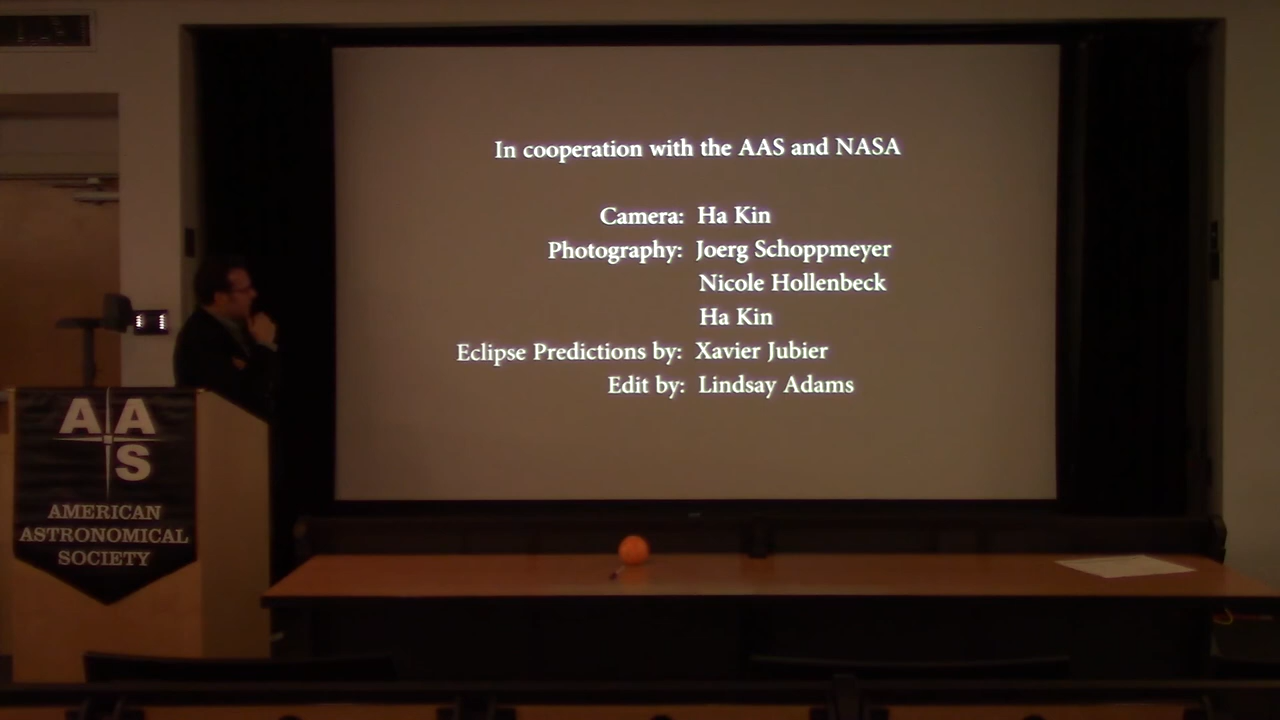 In cooperation with the AAS and NASA
Camera: Ha Kin
Photography: Joerg Schoppmeyer
Nicole Hollenbeck
Ha Kin
Eclipse Predictions by: Xavier Jubier
Edit by: Lindsay Adams
A A
S
AMERICAN
ASTRONOMICAL
SOCIETY